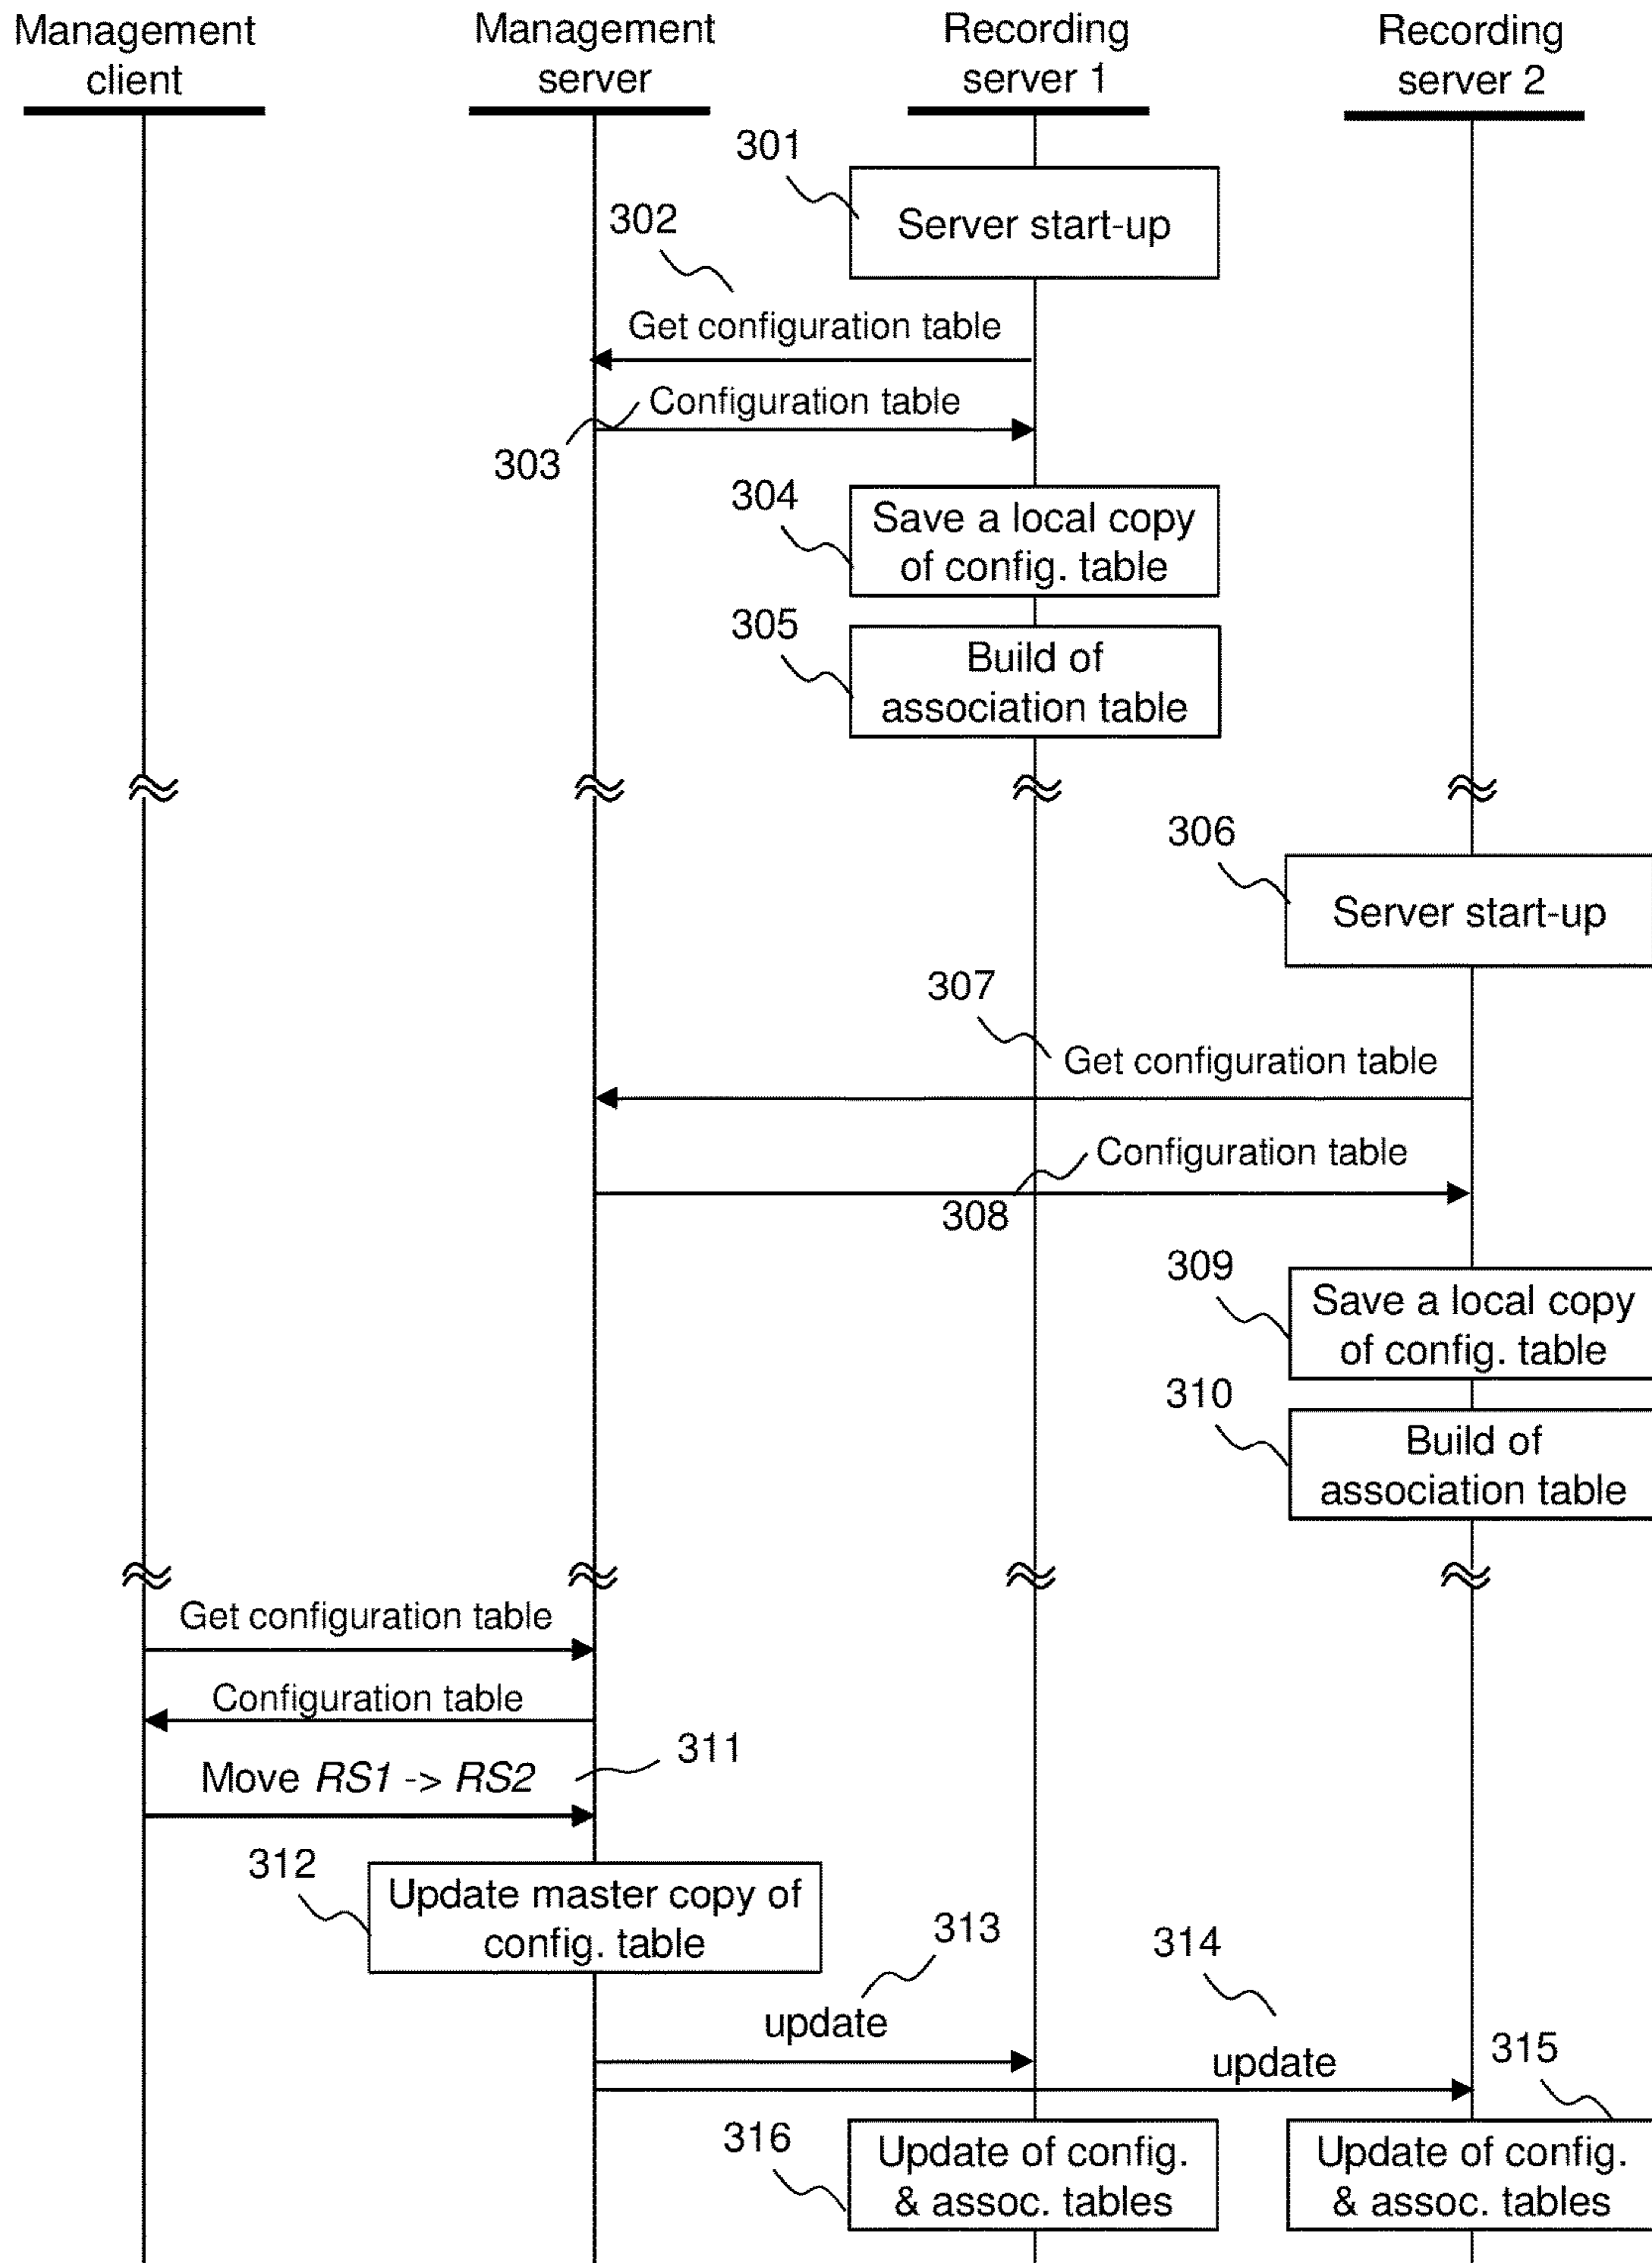 Management
client
Management
server
Recording
server 1
Recording
server 2
301
Server start-up
302
Get configuration table
Configuration table
303
304
Save a local copy
of config. table
305
Build of
association table
306
Server start-up
307
Get configuration table
Configuration table
308
309
Save a local copy
of config. table
310
Build of
association table
Get configuration table
Configuration table
311
Move RS1 -> RS2
312
Update master copy of
config. table
313
update
314
update
315
316
Update of config.
& assoc. tables
Update of config.
& assoc. tables